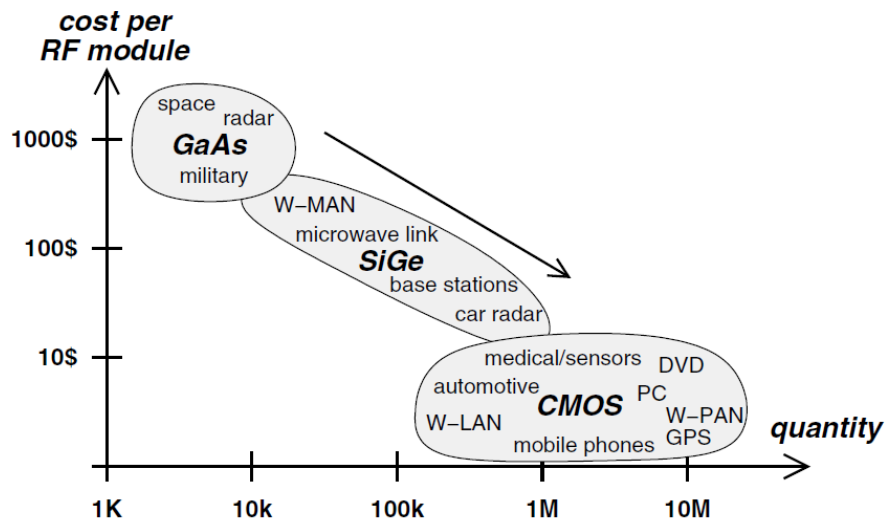 cost per
RF module
1000$
100$
10$
space
radar
GaAs
military
W−MAN
microwave link
SiGe
base stations
car radar
medical/sensors
DVD
automotive
PC
CMOS
W−PAN
W−LAN
GPS
mobile phones
quantity
1K
10k
100k
1M
10M